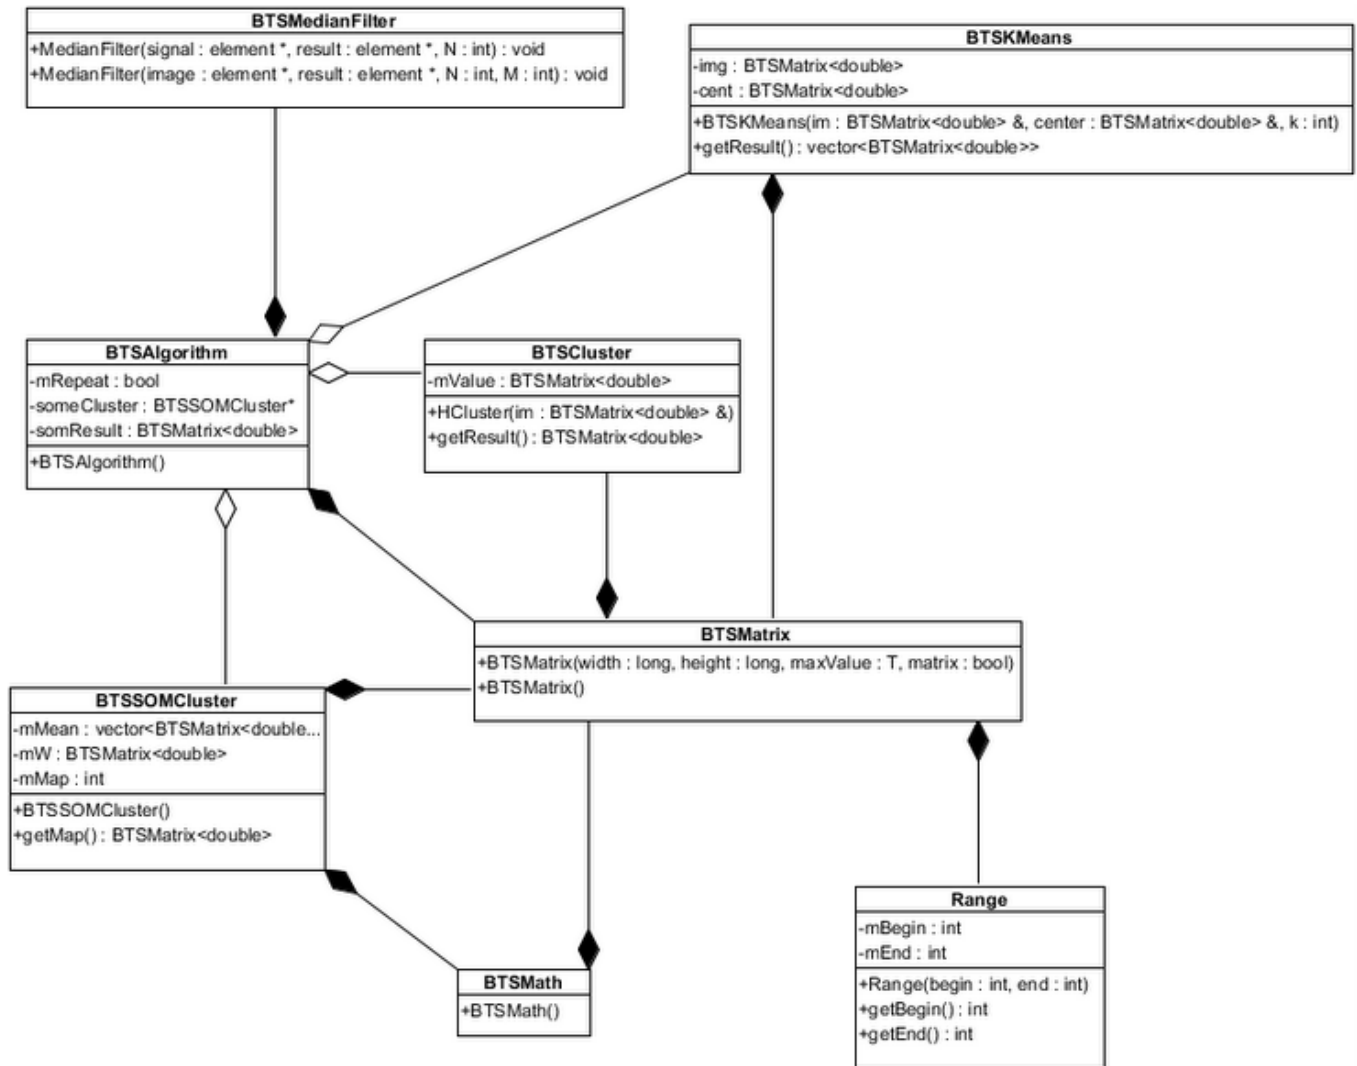 BTSMedianFilter
+MedianFilter(signal : element *, result : element *, N : int) : void
+MedianFilter(image : element *, result : element *, N : int, M : int) : void
BTSKMeans
-img : BTSMatrix<double>
-cent : BTSMatrix<double>
+BTSKMeans(im : BTSMatrix<double> &, center : BTSMatrix<double> &, k : int)
+getResult() : vector<BTSMatrix<double>>
BTSAlgorithm
-mRepeat : bool
-someCluster : BTSSOMCluster*
-somResult : BTSMatrix<double>
+BTSAlgorithm()
BTSCluster
-mValue : BTSMatrix<double>
+HCluster(im : BTSMatrix<double> &)
+getResult() : BTSMatrix<double>
BTSMatrix
+BTSMatrix(width : long, height : long, maxValue : T, matrix : bool)
+BTSMatrix()
BTSSOMCluster
-mMean : vector<BTSMatrix<double...
-mW : BTSMatrix<double>
-mMap : int
+BTSSOMCluster()
+getMap() : BTSMatrix<double>
BTSMath
+BTSMath()
Range
-mBegin : int
-mEnd : int
+Range(begin : int, end : int)
+getBegin() : int
+getEnd() : int